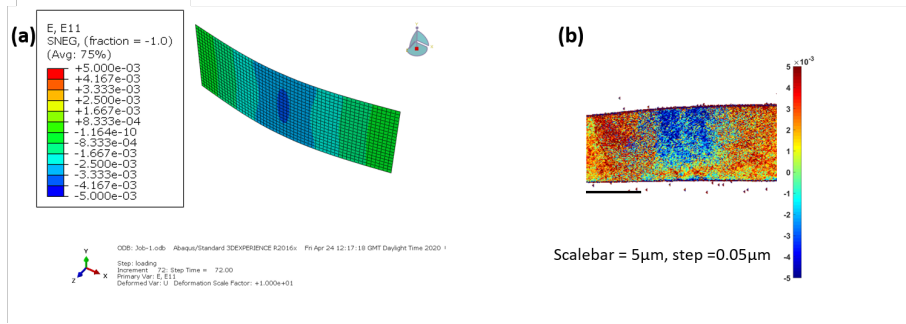 (a)
E, E11
SNEG, (fraction = -1.0)
(Avg: 75%)
+5.000e-03
+4.167e-03
+3.333e-03
+2.500e-03
+1.667e-03
+8.333e-04
-1.164e-10
-8.333e-04
-1.667e-03
-2.500e-03
-3.333e-03
-4.167e-03
-5.000e-03
Y
X
Z
ODB: Job-1.odb Abaqus/Standard 3DEXPERIENCE R2016x Fri Apr 24 12:17:18 GMT Daylight Time 2020
Step: loading
Increment 72: Step Time = 72.00
Primary Var: E, E11
Deformed Var: U Deformation Scale Factor: +1.000e+01
(b)
×10-3
5
4
3
2
1
0
-1
-2
-3
-4
-5
Scalebar = 5µm, step =0.05µm